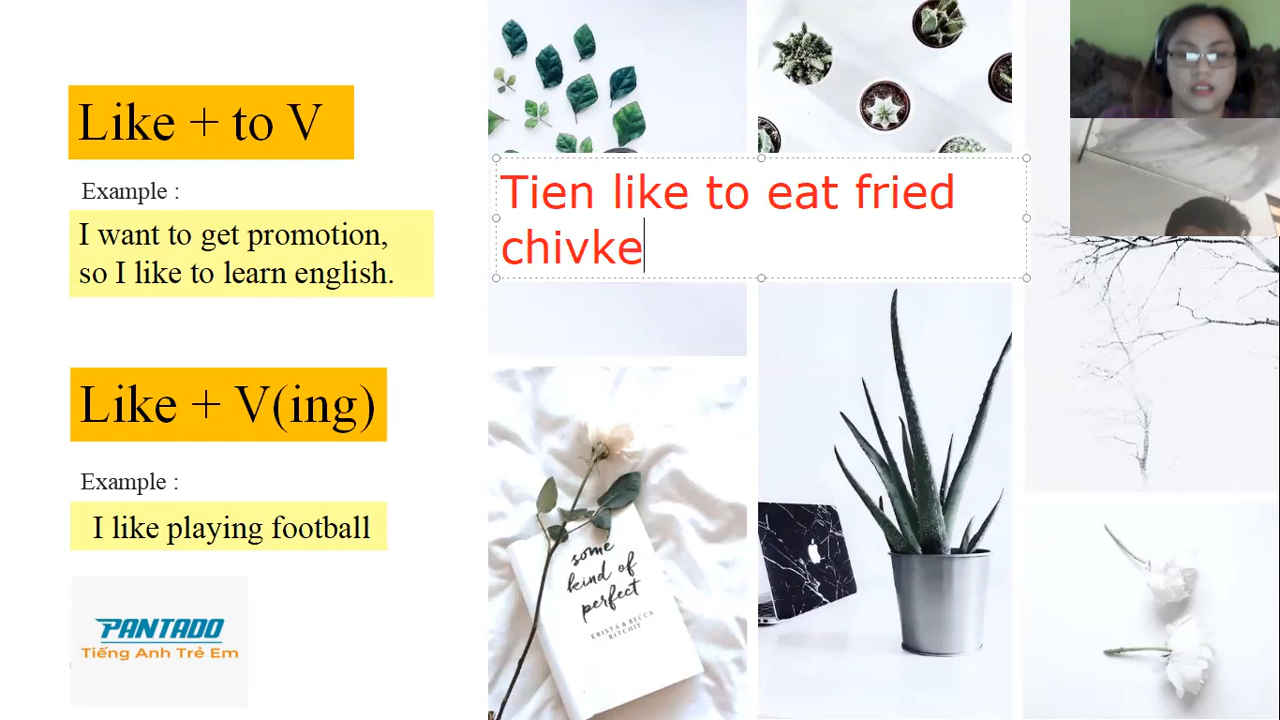 Like + to V
Example :
I want to get promotion,
so I like to learn english.
Like + V(ing)
Example :
I like playing football
PANTADO
Tiếng Anh Trẻ Em
Tien like to eat fried
chivke
some
kind of
perfect
KRISTA & BECCA
RITCHIE